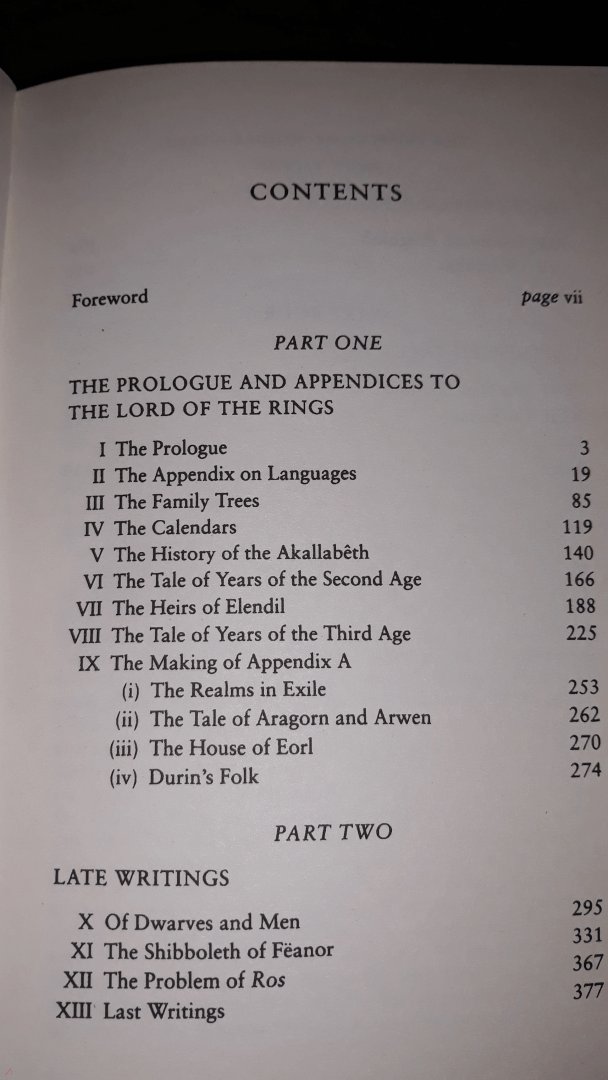 CONTENTS
Foreword page vii
PART ONE
THE PROLOGUE AND APPENDICES TO
THE LORD OF THE RINGS
I The Prologue 3
II The Appendix on Languages 19
III The Family Trees 85
IV The Calendars 119
V The History of the Akallabêth 140
VI The Tale of Years of the Second Age 166
VII The Heirs of Elendil 188
VIII The Tale of Years of the Third Age 225
IX The Making of Appendix A
(i) The Realms in Exile 253
(ii) The Tale of Aragorn and Arwen 262
(iii) The House of Eorl 270
(iv) Durin's Folk 274
PART TWO
LATE WRITINGS
X Of Dwarves and Men 295
XI The Shibboleth of Fëanor 331
XII The Problem of Ros 367
XIII Last Writings 377